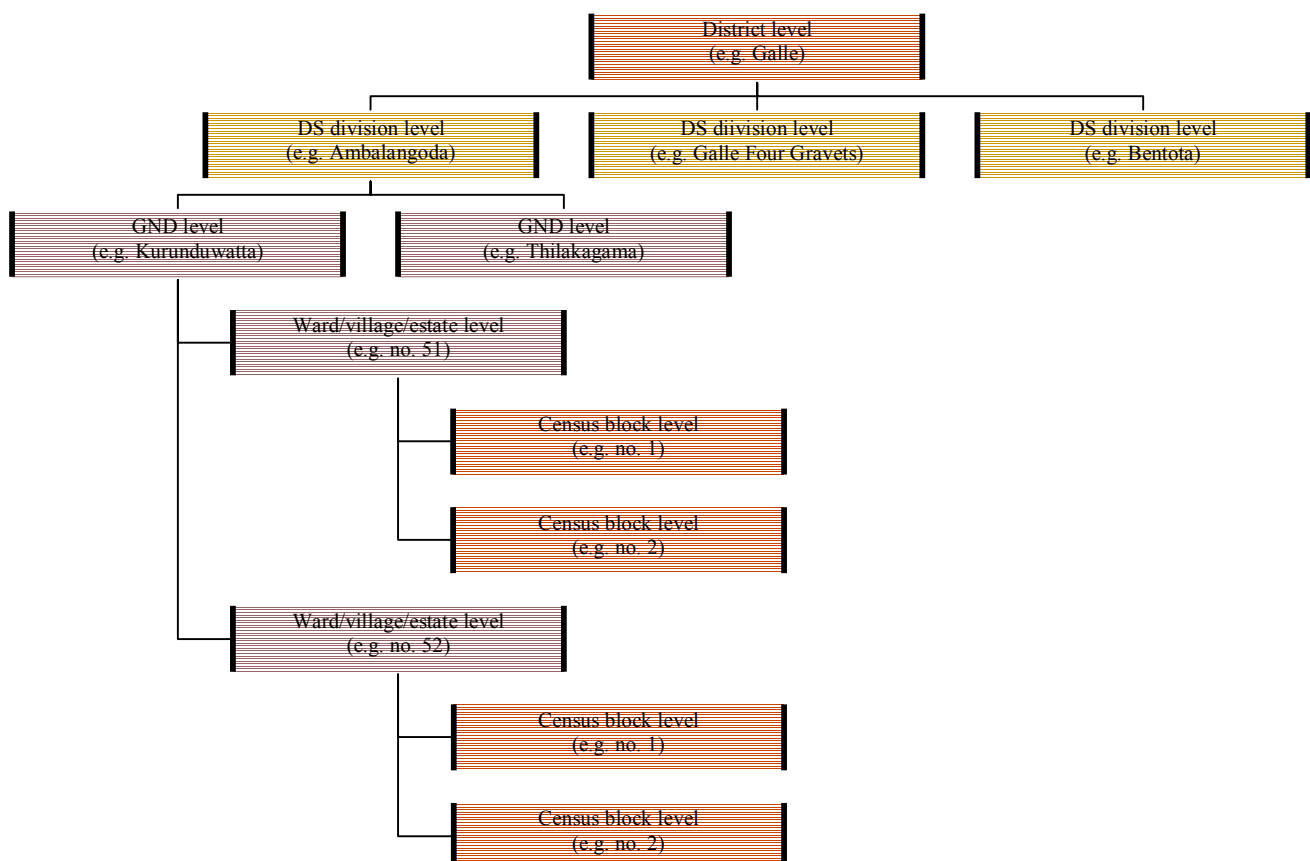 District level
(e.g. Galle)
DS division level
(e.g. Ambalangoda)
DS diivision level
(e.g. Galle Four Gravets)
DS division level
(e.g. Bentota)
GND level
(e.g. Kurunduwatta)
GND level
(e.g. Thilakagama)
Ward/village/estate level
(e.g. no. 51)
Census block level
(e.g. no. 1)
Census block level
(e.g. no. 2)
Ward/village/estate level
(e.g. no. 52)
Census block level
(e.g. no. 1)
Census block level
(e.g. no. 2)